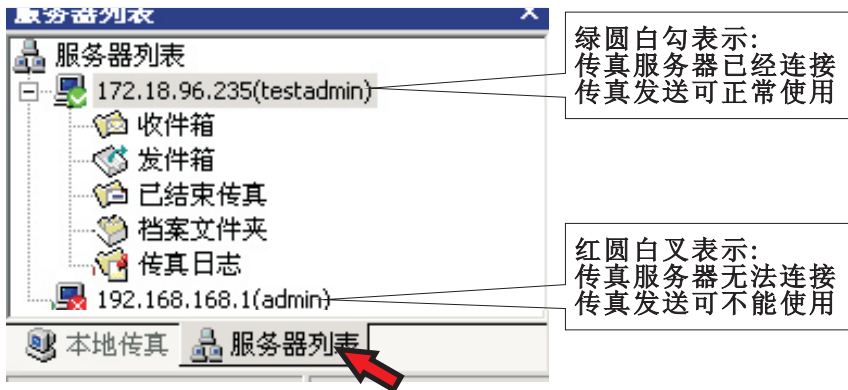 服务器列表
服务器列表
172.18.96.235(testadmin)
收件箱
发件箱
已结束传真
档案文件夹
传真日志
192.168.168.1(admin)
本地传真
服务器列表
绿圆白勾表示:
传真服务器已经连接
传真发送可正常使用
红圆白叉表示:
传真服务器无法连接
传真发送可不能使用